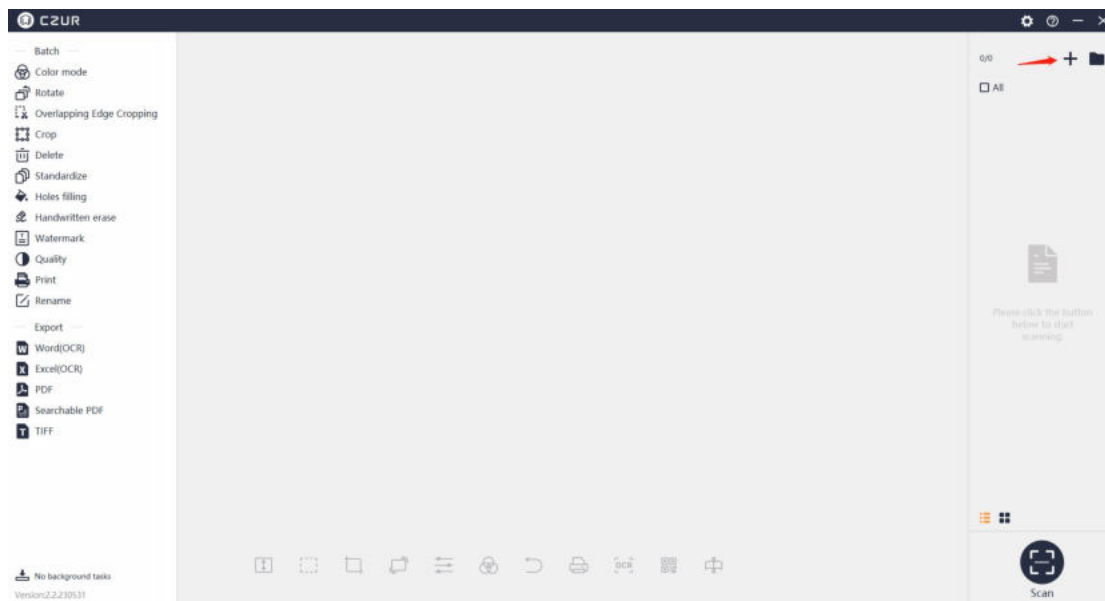 CZUR
Batch
Color mode
Rotate
Overlapping Edge Cropping
Crop
Delete
Standardize
Holes filling
Handwritten erase
Watermark
Quality
Print
Rename
Export
Word(OCR)
Excel(OCR)
PDF
Searchable PDF
TIFF
No background tasks
Version:2.2.230531
0/0
All
Please click the button
below to start
scanning.
OCR
Scan